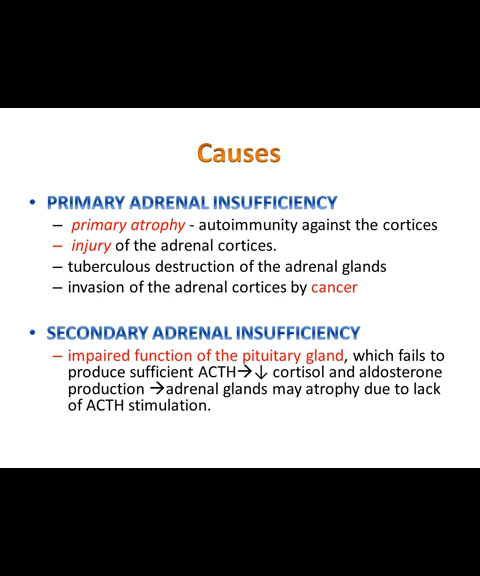 Causes
• PRIMARY ADRENAL INSUFFICIENCY
– primary atrophy - autoimmunity against the cortices
– injury of the adrenal cortices.
– tuberculous destruction of the adrenal glands
– invasion of the adrenal cortices by cancer
• SECONDARY ADRENAL INSUFFICIENCY
– impaired function of the pituitary gland, which fails to
produce sufficient ACTH→↓ cortisol and aldosterone
production →adrenal glands may atrophy due to lack
of ACTH stimulation.